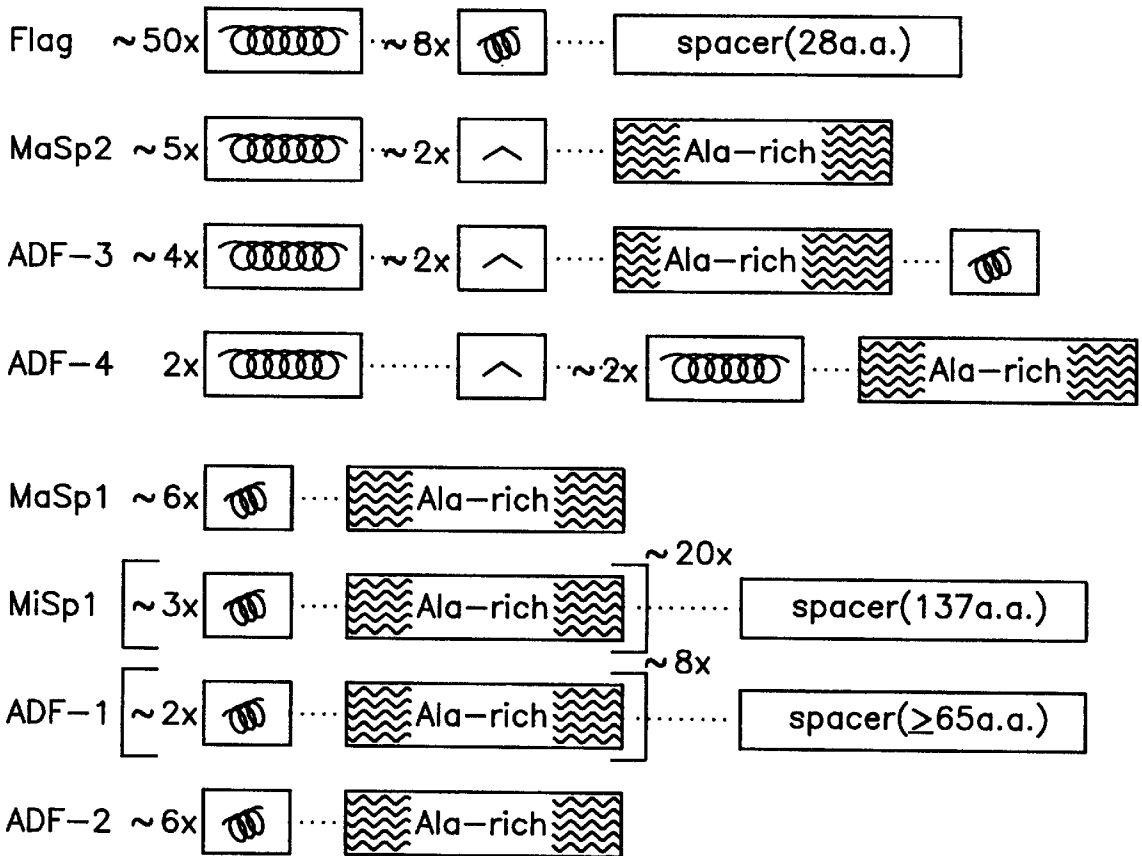 Flag ~50x ~8x spacer(28a.a.)
MaSp2 ~5x ~2x Ala-rich
ADF-3 ~4x ~2x Ala-rich
ADF-4 2x ~2x Ala-rich
MaSp1 ~6x Ala-rich
~20x
MiSp1 ~3x Ala-rich spacer(137a.a.)
~8x
ADF-1 ~2x Ala-rich spacer(≥65a.a.)
ADF-2 ~6x Ala-rich